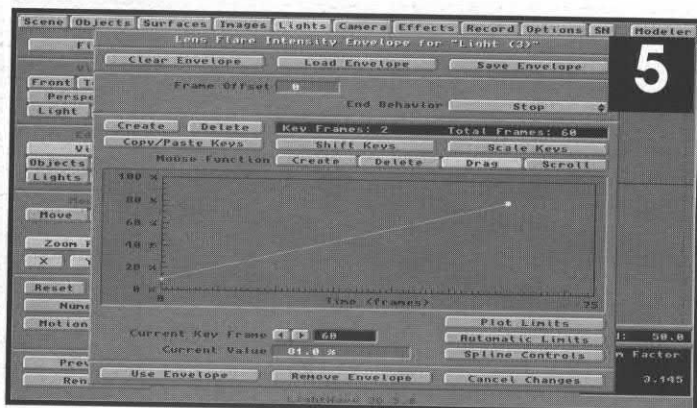 Scene Objects Surfaces Images Lights Camera Effects Record Options SN Modeler
Lens Flare Intensity Envelope for "Light (3)"
5
Clear Envelope Load Envelope Save Envelope
Frame Offset 0
End Behavior Stop
Create Delete Key Frames: 2 Total Frames: 60
Copy/Paste Keys Shift Keys Scale Keys
Mouse Function Create Delete Drag Scroll
100 %
80 %
60 %
40 %
20 %
0 %
0 Time (frames) 75
Current Key Frame 60
Current Value 81.0 %
Plot Limits
Automatic Limits
Spline Controls
Use Envelope Remove Envelope Cancel Changes
Front
Light
Objects
Lights
Move
Zoom
X
Reset
Motion
50.0
Factor
3.145